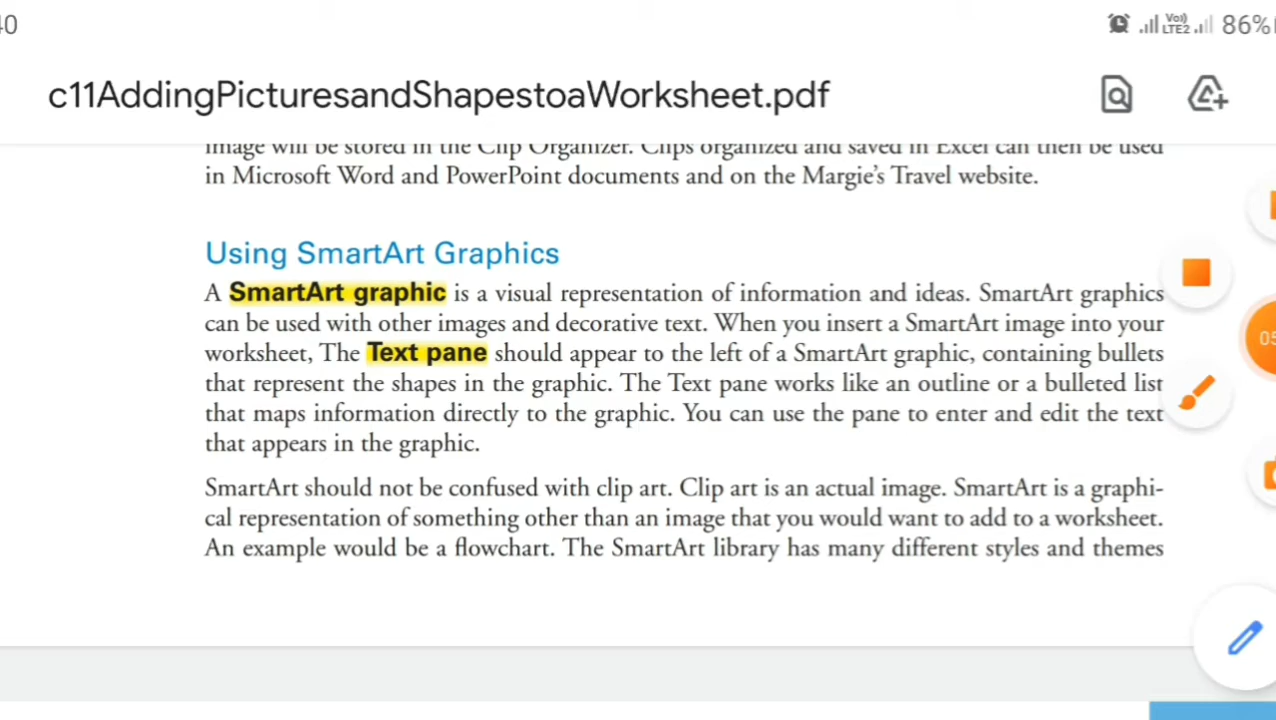 40
Vo)) LTE2 86%
c11AddingPicturesandShapestoaWorksheet.pdf
image will be stored in the Clip Organizer. Clips organized and saved in Excel can then be used
in Microsoft Word and PowerPoint documents and on the Margie's Travel website.
Using SmartArt Graphics
A SmartArt graphic is a visual representation of information and ideas. SmartArt graphics
can be used with other images and decorative text. When you insert a SmartArt image into your
worksheet, The Text pane should appear to the left of a SmartArt graphic, containing bullets
that represent the shapes in the graphic. The Text pane works like an outline or a bulleted list
that maps information directly to the graphic. You can use the pane to enter and edit the text
that appears in the graphic.
SmartArt should not be confused with clip art. Clip art is an actual image. SmartArt is a graphi-
cal representation of something other than an image that you would want to add to a worksheet.
An example would be a flowchart. The SmartArt library has many different styles and themes